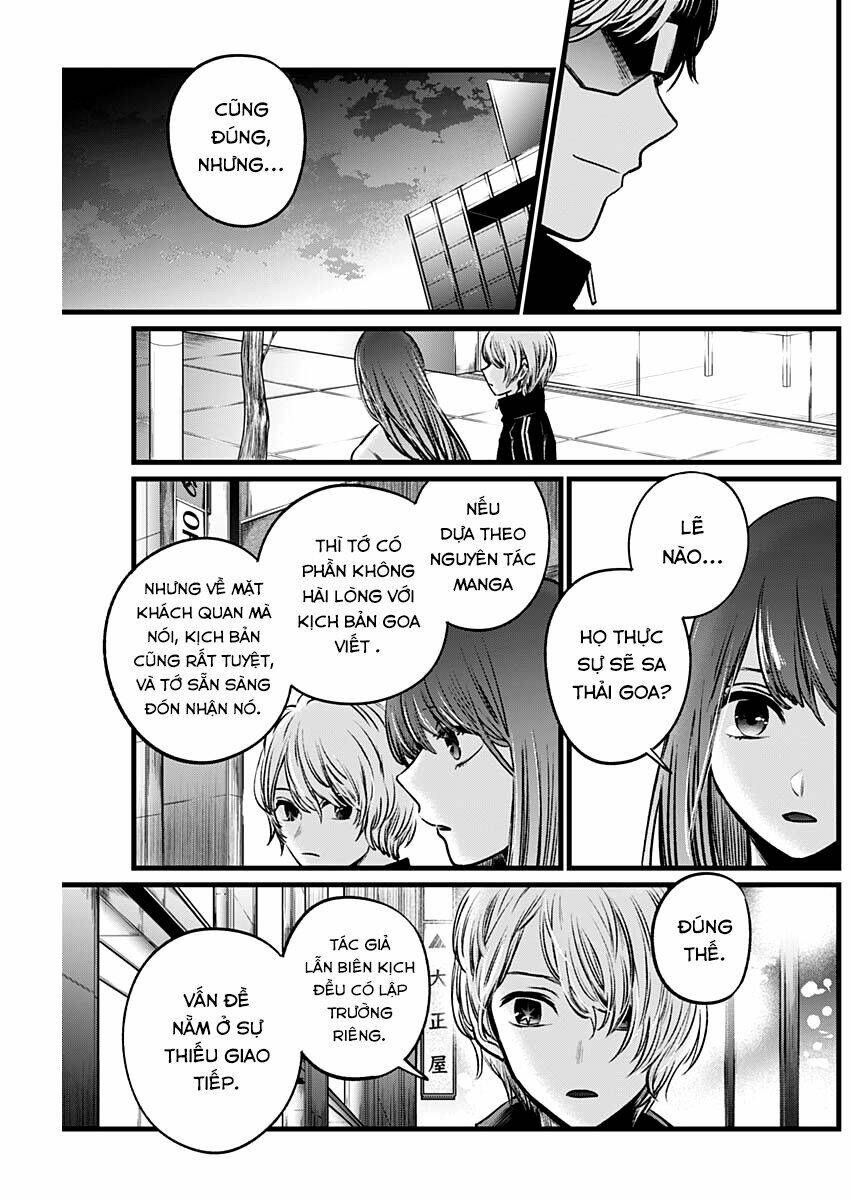 CŨNG
ĐÚNG,
NHƯNG...
LẼ
NÀO...
HỌ THỰC
SỰ SẼ SA
THẢI GOA?
NẾU
DỰA THEO
NGUYÊN TÁC
MANGA
THÌ TỚ CÓ
PHẦN KHÔNG
HÀI LÒNG VỚI
KỊCH BẢN GOA
VIẾT .
NHƯNG VỀ MẶT
KHÁCH QUAN MÀ
NÓI, KỊCH BẢN
CŨNG RẤT TUYỆT,
VÀ TỚ SẴN SÀNG
ĐÓN NHẬN NÓ.
HO
ĐÚNG
THẾ.
TÁC GIẢ
LẪN BIÊN KỊCH
ĐỀU CÓ LẬP
TRƯỜNG
RIÊNG.
大正屋
VẤN ĐỀ
NẰM Ở SỰ
THIẾU GIAO
TIẾP.